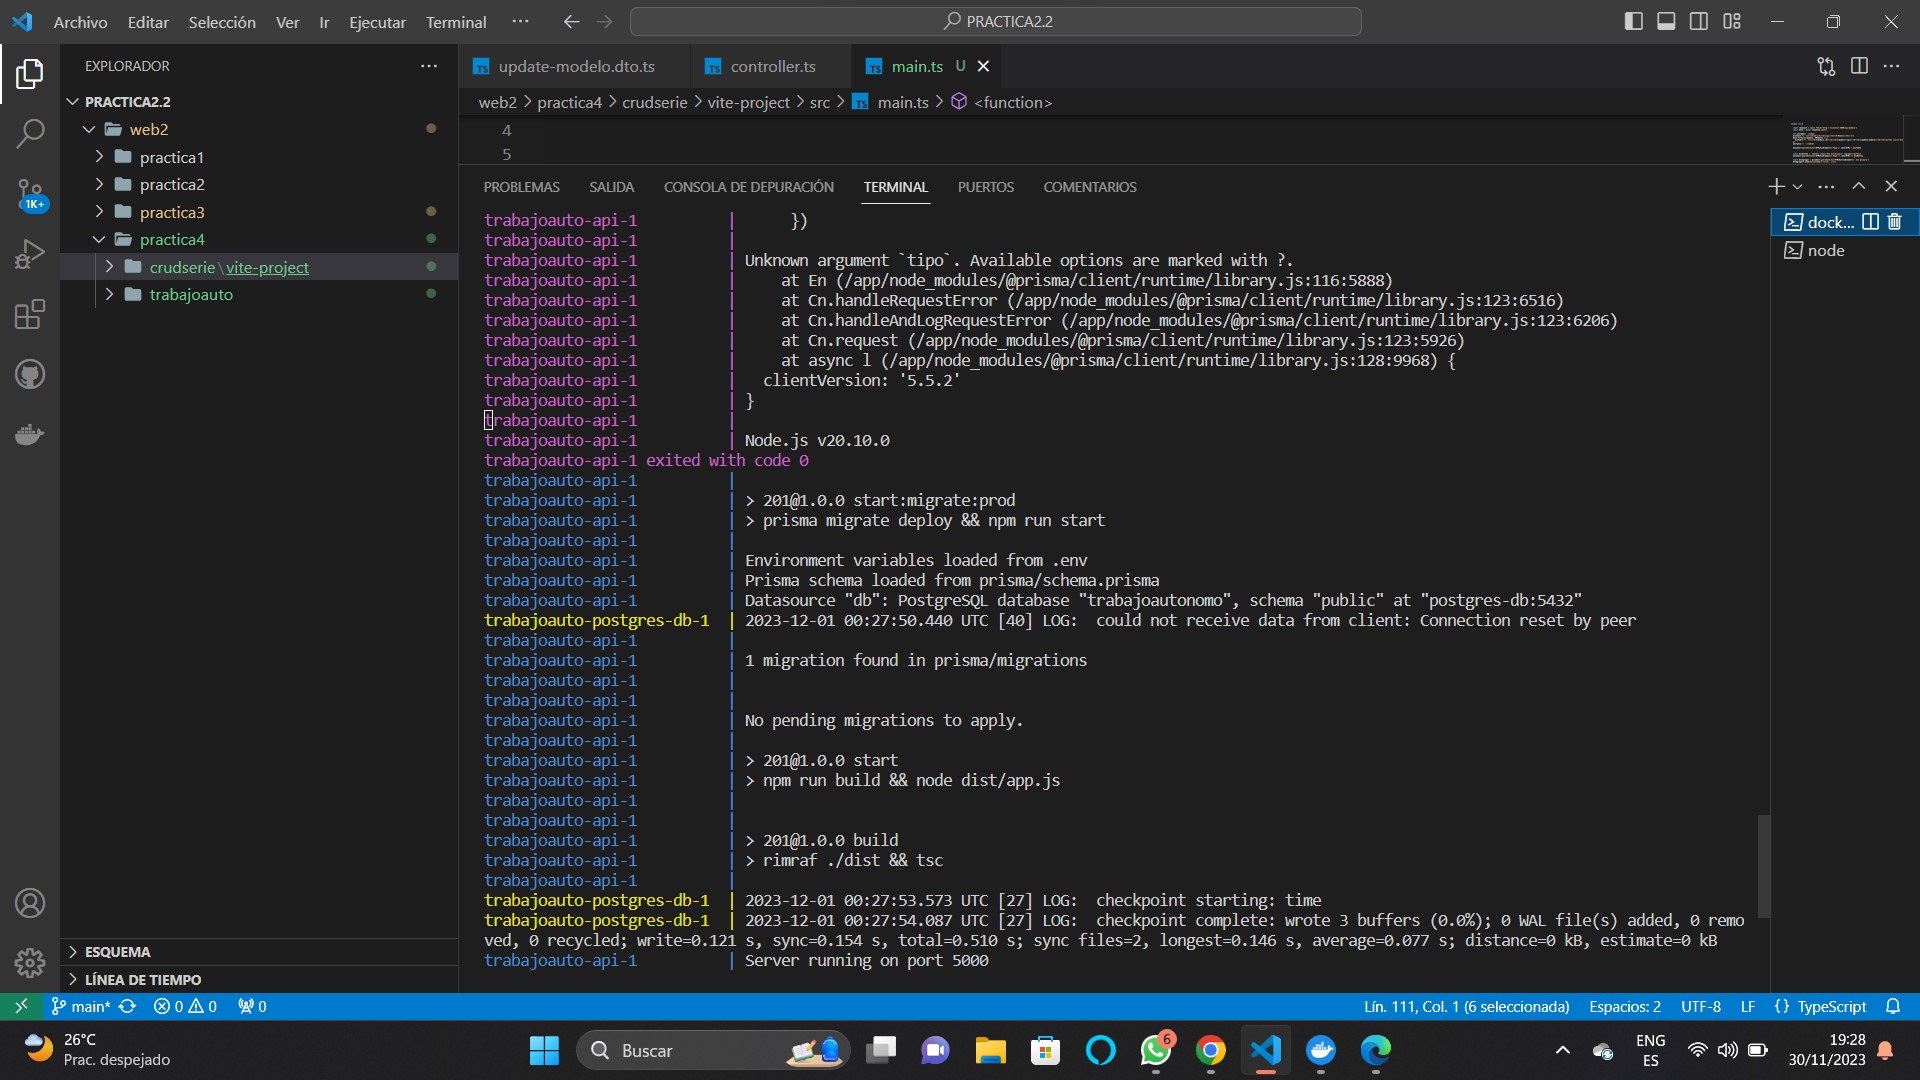 Archivo Editar Selección Ver Ir Ejecutar Terminal ··· PRACTICA2.2
EXPLORADOR
PRACTICA2.2
web2
practica1
practica2
practica3
practica4
crudserie\vite-project
trabajoauto
ESQUEMA
LÍNEA DE TIEMPO
1K+
update-modelo.dto.ts controller.ts main.ts U
web2 > practica4 > crudserie > vite-project > src > main.ts > <function>
4
5
PROBLEMAS SALIDA CONSOLA DE DEPURACIÓN TERMINAL PUERTOS COMENTARIOS
dock...
node
trabajoauto-api-1 | })
trabajoauto-api-1 |
trabajoauto-api-1 | Unknown argument `tipo`. Available options are marked with ?.
trabajoauto-api-1 | at En (/app/node_modules/@prisma/client/runtime/library.js:116:5888)
trabajoauto-api-1 | at Cn.handleRequestError (/app/node_modules/@prisma/client/runtime/library.js:123:6516)
trabajoauto-api-1 | at Cn.handleAndLogRequestError (/app/node_modules/@prisma/client/runtime/library.js:123:6206)
trabajoauto-api-1 | at Cn.request (/app/node_modules/@prisma/client/runtime/library.js:123:5926)
trabajoauto-api-1 | at async l (/app/node_modules/@prisma/client/runtime/library.js:128:9968) {
trabajoauto-api-1 | clientVersion: '5.5.2'
trabajoauto-api-1 | }
trabajoauto-api-1 |
trabajoauto-api-1 | Node.js v20.10.0
trabajoauto-api-1 exited with code 0
trabajoauto-api-1 |
trabajoauto-api-1 | > 201@1.0.0 start:migrate:prod
trabajoauto-api-1 | > prisma migrate deploy && npm run start
trabajoauto-api-1 |
trabajoauto-api-1 | Environment variables loaded from .env
trabajoauto-api-1 | Prisma schema loaded from prisma/schema.prisma
trabajoauto-api-1 | Datasource "db": PostgreSQL database "trabajoautonomo", schema "public" at "postgres-db:5432"
trabajoauto-postgres-db-1 | 2023-12-01 00:27:50.440 UTC [40] LOG: could not receive data from client: Connection reset by peer
trabajoauto-api-1 |
trabajoauto-api-1 | 1 migration found in prisma/migrations
trabajoauto-api-1 |
trabajoauto-api-1 |
trabajoauto-api-1 | No pending migrations to apply.
trabajoauto-api-1 |
trabajoauto-api-1 | > 201@1.0.0 start
trabajoauto-api-1 | > npm run build && node dist/app.js
trabajoauto-api-1 |
trabajoauto-api-1 |
trabajoauto-api-1 | > 201@1.0.0 build
trabajoauto-api-1 | > rimraf ./dist && tsc
trabajoauto-api-1 |
trabajoauto-postgres-db-1 | 2023-12-01 00:27:53.573 UTC [27] LOG: checkpoint starting: time
trabajoauto-postgres-db-1 | 2023-12-01 00:27:54.087 UTC [27] LOG: checkpoint complete: wrote 3 buffers (0.0%); 0 WAL file(s) added, 0 remo
ved, 0 recycled; write=0.121 s, sync=0.154 s, total=0.510 s; sync files=2, longest=0.146 s, average=0.077 s; distance=0 kB, estimate=0 kB
trabajoauto-api-1 | Server running on port 5000
main* 0 0 0 Lín. 111, Col. 1 (6 seleccionada) Espacios: 2 UTF-8 LF {} TypeScript
26°C
Prac. despejado
Buscar
6
ENG
ES
19:28
30/11/2023